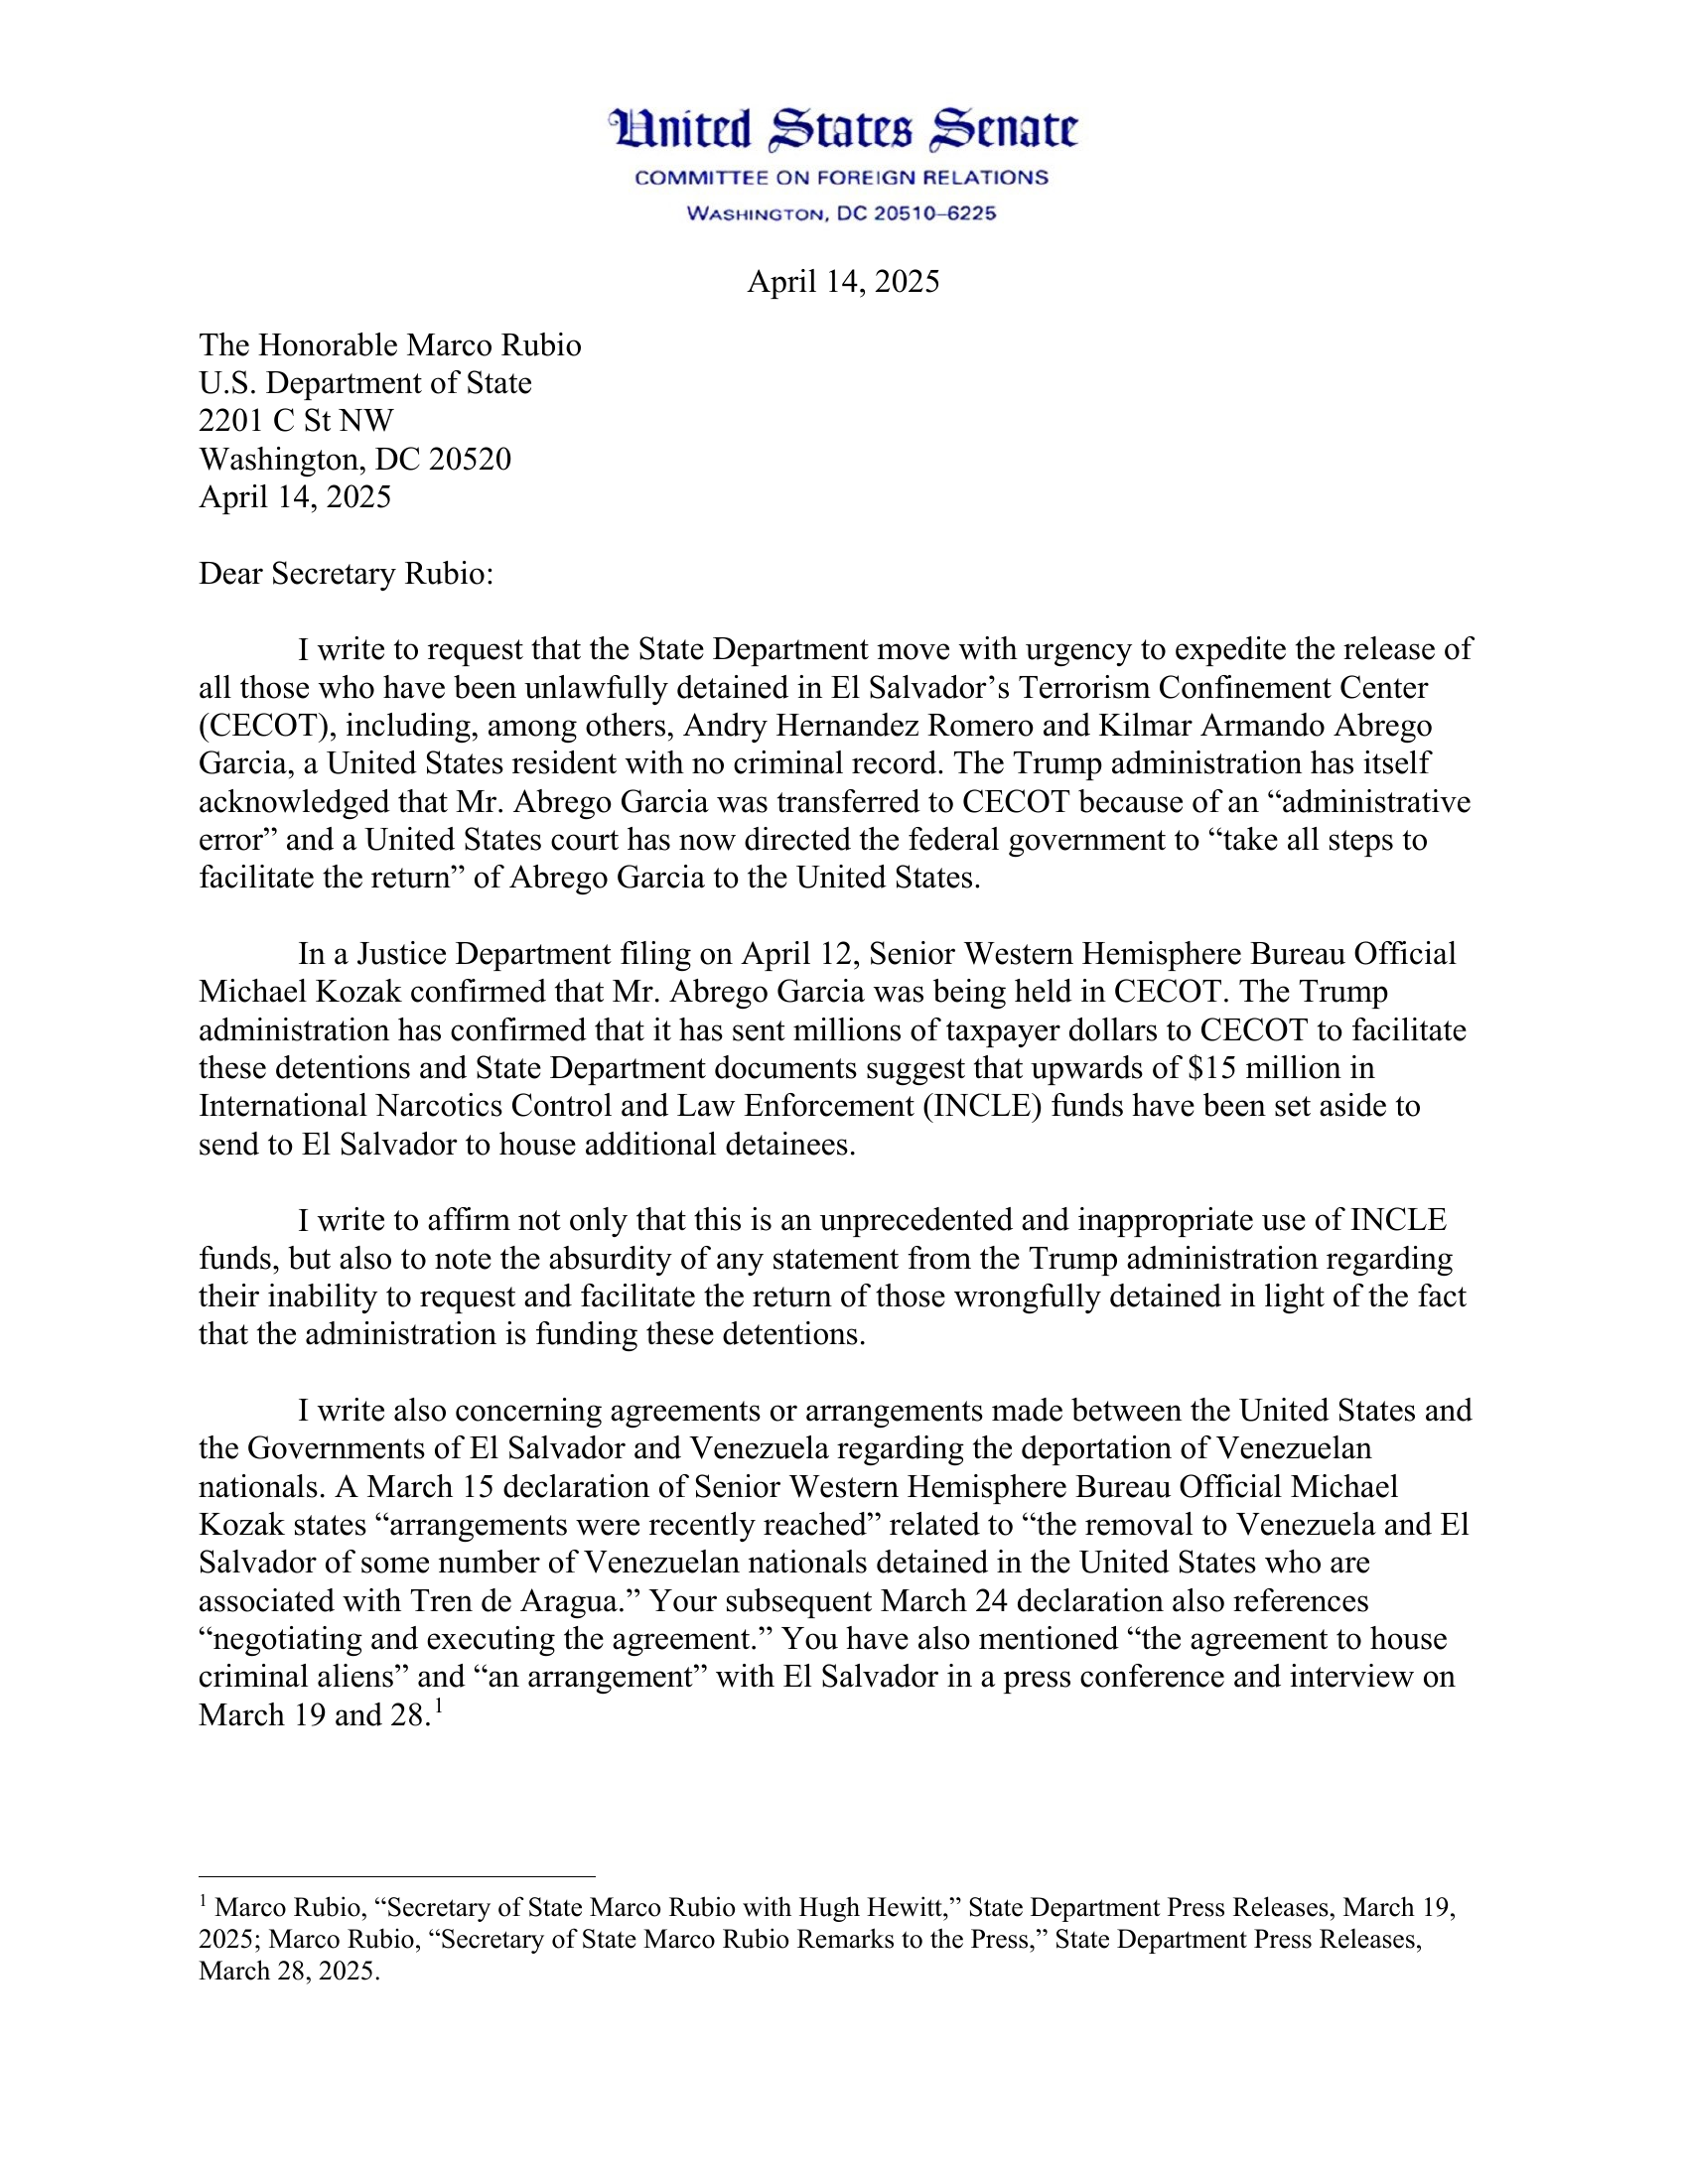 United States Senate
COMMITTEE ON FOREIGN RELATIONS
WASHINGTON, DC 20510–6225
April 14, 2025
The Honorable Marco Rubio
U.S. Department of State
2201 C St NW
Washington, DC 20520
April 14, 2025
Dear Secretary Rubio:
I write to request that the State Department move with urgency to expedite the release of
all those who have been unlawfully detained in El Salvador’s Terrorism Confinement Center
(CECOT), including, among others, Andry Hernandez Romero and Kilmar Armando Abrego
Garcia, a United States resident with no criminal record. The Trump administration has itself
acknowledged that Mr. Abrego Garcia was transferred to CECOT because of an “administrative
error” and a United States court has now directed the federal government to “take all steps to
facilitate the return” of Abrego Garcia to the United States.
In a Justice Department filing on April 12, Senior Western Hemisphere Bureau Official
Michael Kozak confirmed that Mr. Abrego Garcia was being held in CECOT. The Trump
administration has confirmed that it has sent millions of taxpayer dollars to CECOT to facilitate
these detentions and State Department documents suggest that upwards of $15 million in
International Narcotics Control and Law Enforcement (INCLE) funds have been set aside to
send to El Salvador to house additional detainees.
I write to affirm not only that this is an unprecedented and inappropriate use of INCLE
funds, but also to note the absurdity of any statement from the Trump administration regarding
their inability to request and facilitate the return of those wrongfully detained in light of the fact
that the administration is funding these detentions.
I write also concerning agreements or arrangements made between the United States and
the Governments of El Salvador and Venezuela regarding the deportation of Venezuelan
nationals. A March 15 declaration of Senior Western Hemisphere Bureau Official Michael
Kozak states “arrangements were recently reached” related to “the removal to Venezuela and El
Salvador of some number of Venezuelan nationals detained in the United States who are
associated with Tren de Aragua.” Your subsequent March 24 declaration also references
“negotiating and executing the agreement.” You have also mentioned “the agreement to house
criminal aliens” and “an arrangement” with El Salvador in a press conference and interview on
March 19 and 28.1
1 Marco Rubio, “Secretary of State Marco Rubio with Hugh Hewitt,” State Department Press Releases, March 19,
2025; Marco Rubio, “Secretary of State Marco Rubio Remarks to the Press,” State Department Press Releases,
March 28, 2025.